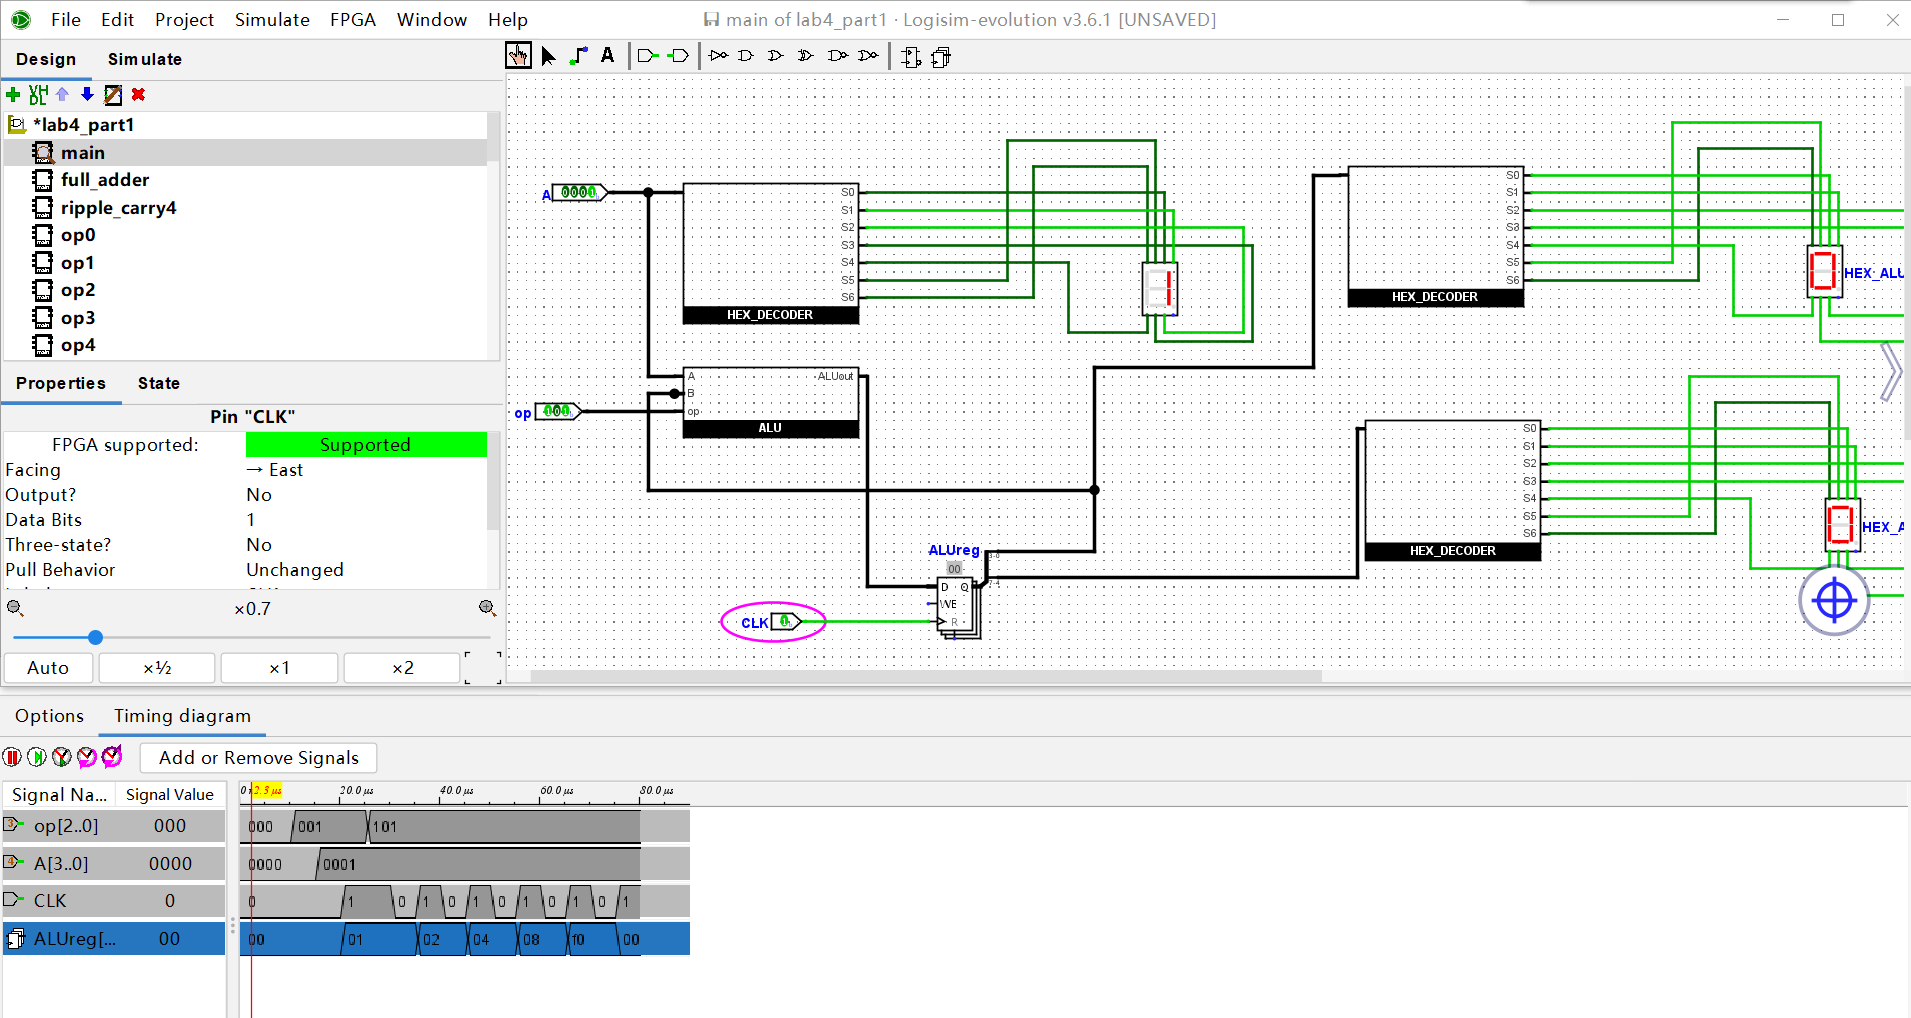 File Edit Project Simulate FPGA Window Help
main of lab4_part1 · Logisim-evolution v3.6.1 [UNSAVED]
Design Simulate
VH
DL
A
*lab4_part1
main
full_adder
ripple_carry4
op0
op1
op2
op3
op4
Properties State
Pin "CLK"
FPGA supported: Supported
Facing → East
Output? No
Data Bits 1
Three-state? No
Pull Behavior Unchanged
×0.7
Auto ×½ ×1 ×2
A 0001
S0
S1
S2
S3
S4
S5
S6
HEX_DECODER
A ALUout
B
op
ALU
op
ALUreg
00
D Q
WE
R
CLK
S0
S1
S2
S3
S4
S5
S6
HEX_DECODER
HEX_ALU
S0
S1
S2
S3
S4
S5
S6
HEX_DECODER
HEX_A
Options Timing diagram
Add or Remove Signals
Signal Na... Signal Value
2.3 µs 20.0 µs 40.0 µs 60.0 µs 80.0 µs
op[2..0] 000 000 001 101
A[3..0] 0000 0000 0001
CLK 0 0 1 0 1 0 1 0 1 0 1 0 1
ALUreg[... 00 00 01 02 04 08 f0 00